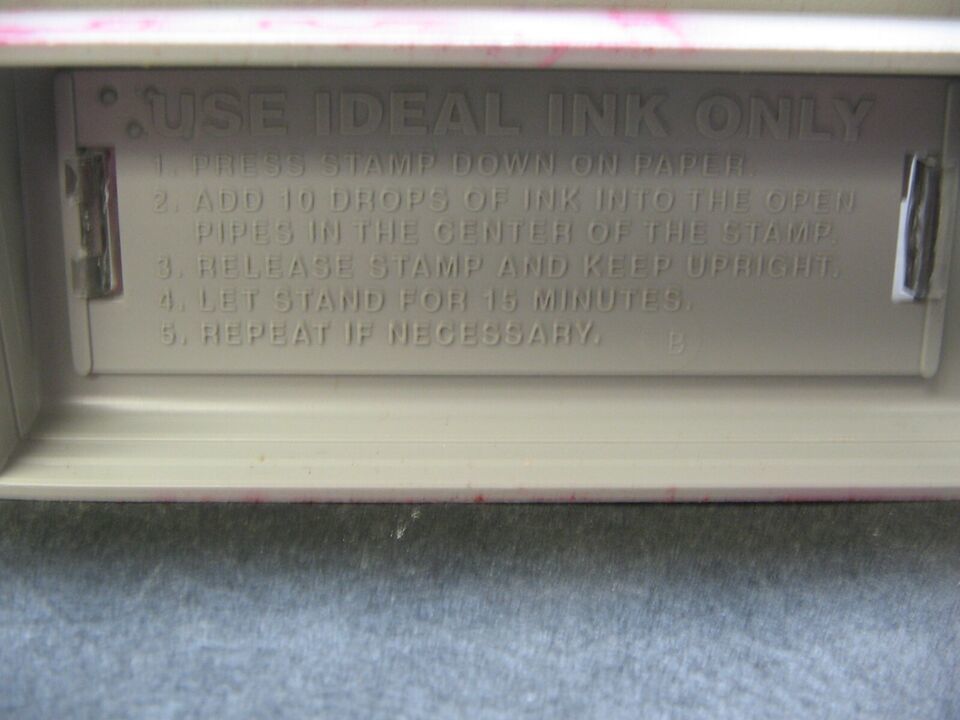 USE IDEAL INK ONLY
1. PRESS STAMP DOWN ON PAPER.
2. ADD 10 DROPS OF INK INTO THE OPEN
PIPES IN THE CENTER OF THE STAMP.
3. RELEASE STAMP AND KEEP UPRIGHT.
4. LET STAND FOR 15 MINUTES.
5. REPEAT IF NECESSARY.
B